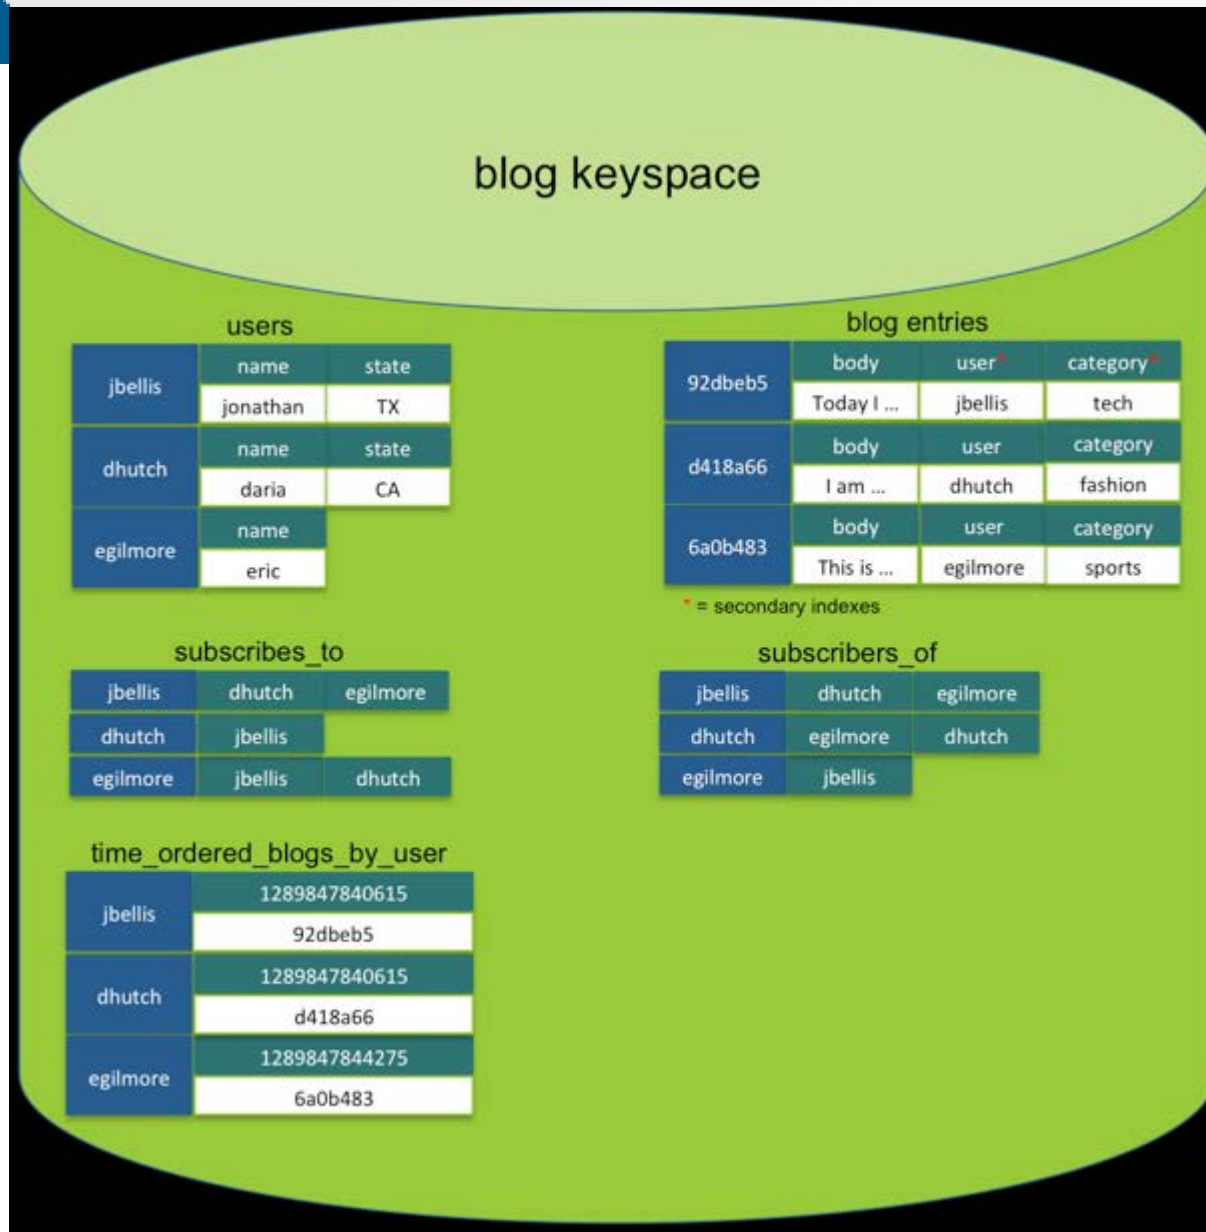 blog keyspace
users
jbellis name state
jonathan TX
dhutch name state
daria CA
egilmore name
eric
blog entries
92dbeb5 body user* category*
Today I ... jbellis tech
d418a66 body user category
I am ... dhutch fashion
6a0b483 body user category
This is ... egilmore sports
* = secondary indexes
subscribes_to
jbellis dhutch egilmore
dhutch jbellis
egilmore jbellis dhutch
subscribers_of
jbellis dhutch egilmore
dhutch egilmore dhutch
egilmore jbellis
time_ordered_blogs_by_user
jbellis 1289847840615
92dbeb5
dhutch 1289847840615
d418a66
egilmore 1289847844275
6a0b483